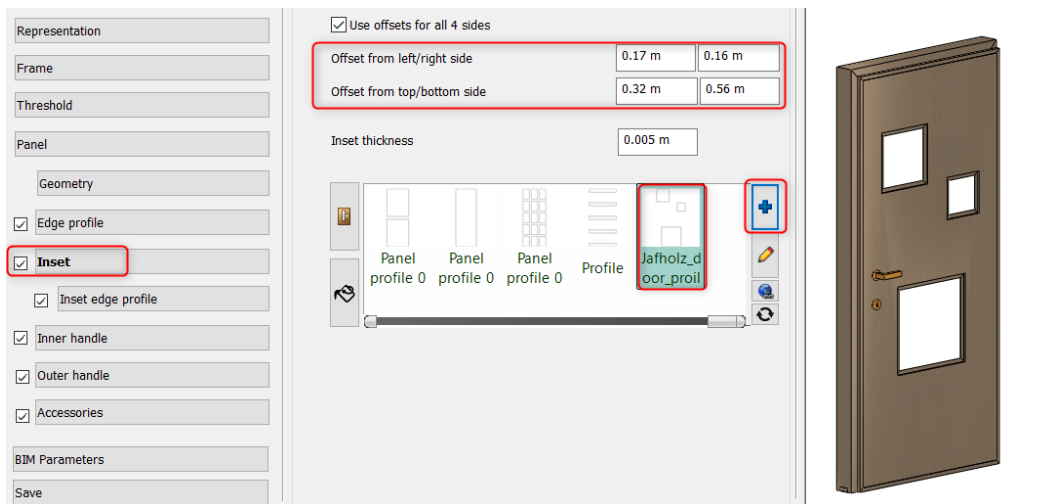 Representation
Frame
Threshold
Panel
Geometry
Edge profile
Inset
Inset edge profile
Inner handle
Outer handle
Accessories
BIM Parameters
Save
Use offsets for all 4 sides
Offset from left/right side 0.17 m 0.16 m
Offset from top/bottom side 0.32 m 0.56 m
Inset thickness 0.005 m
Panel
profile 0
Panel
profile 0
Panel
profile 0
Profile
Jafholz_d
oor_proil